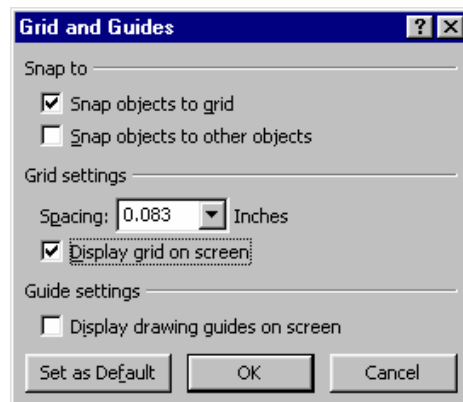 Grid and Guides
Snap to
Snap objects to grid
Snap objects to other objects
Grid settings
Spacing: 0.083 Inches
Display grid on screen
Guide settings
Display drawing guides on screen
Set as Default OK Cancel